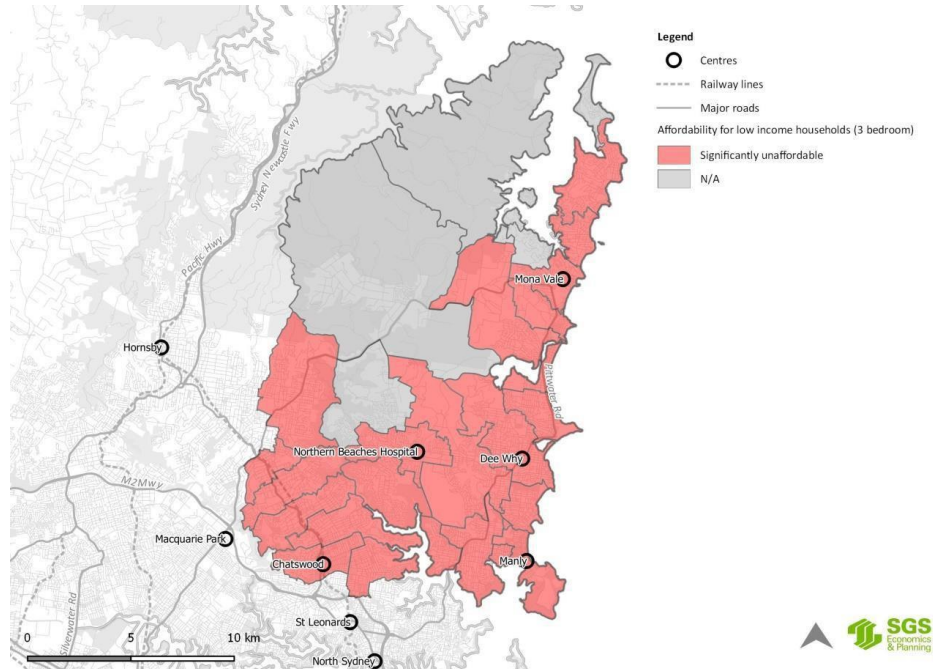 Legend
Centres
Railway lines
Major roads
Affordability for low income households (3 bedroom)
Significantly unaffordable
N/A
Sydney Newcastle Fwy
Pacific Hwy
Mona Vale
Hornsby
Pittwater Rd
Northern Beaches Hospital
Dee Why
M2Mwy
Macquarie Park
Chatswood
Manly
St Leonards
Silverwater Rd
0 5 10 km
North Sydney
SGS
Economics
& Planning